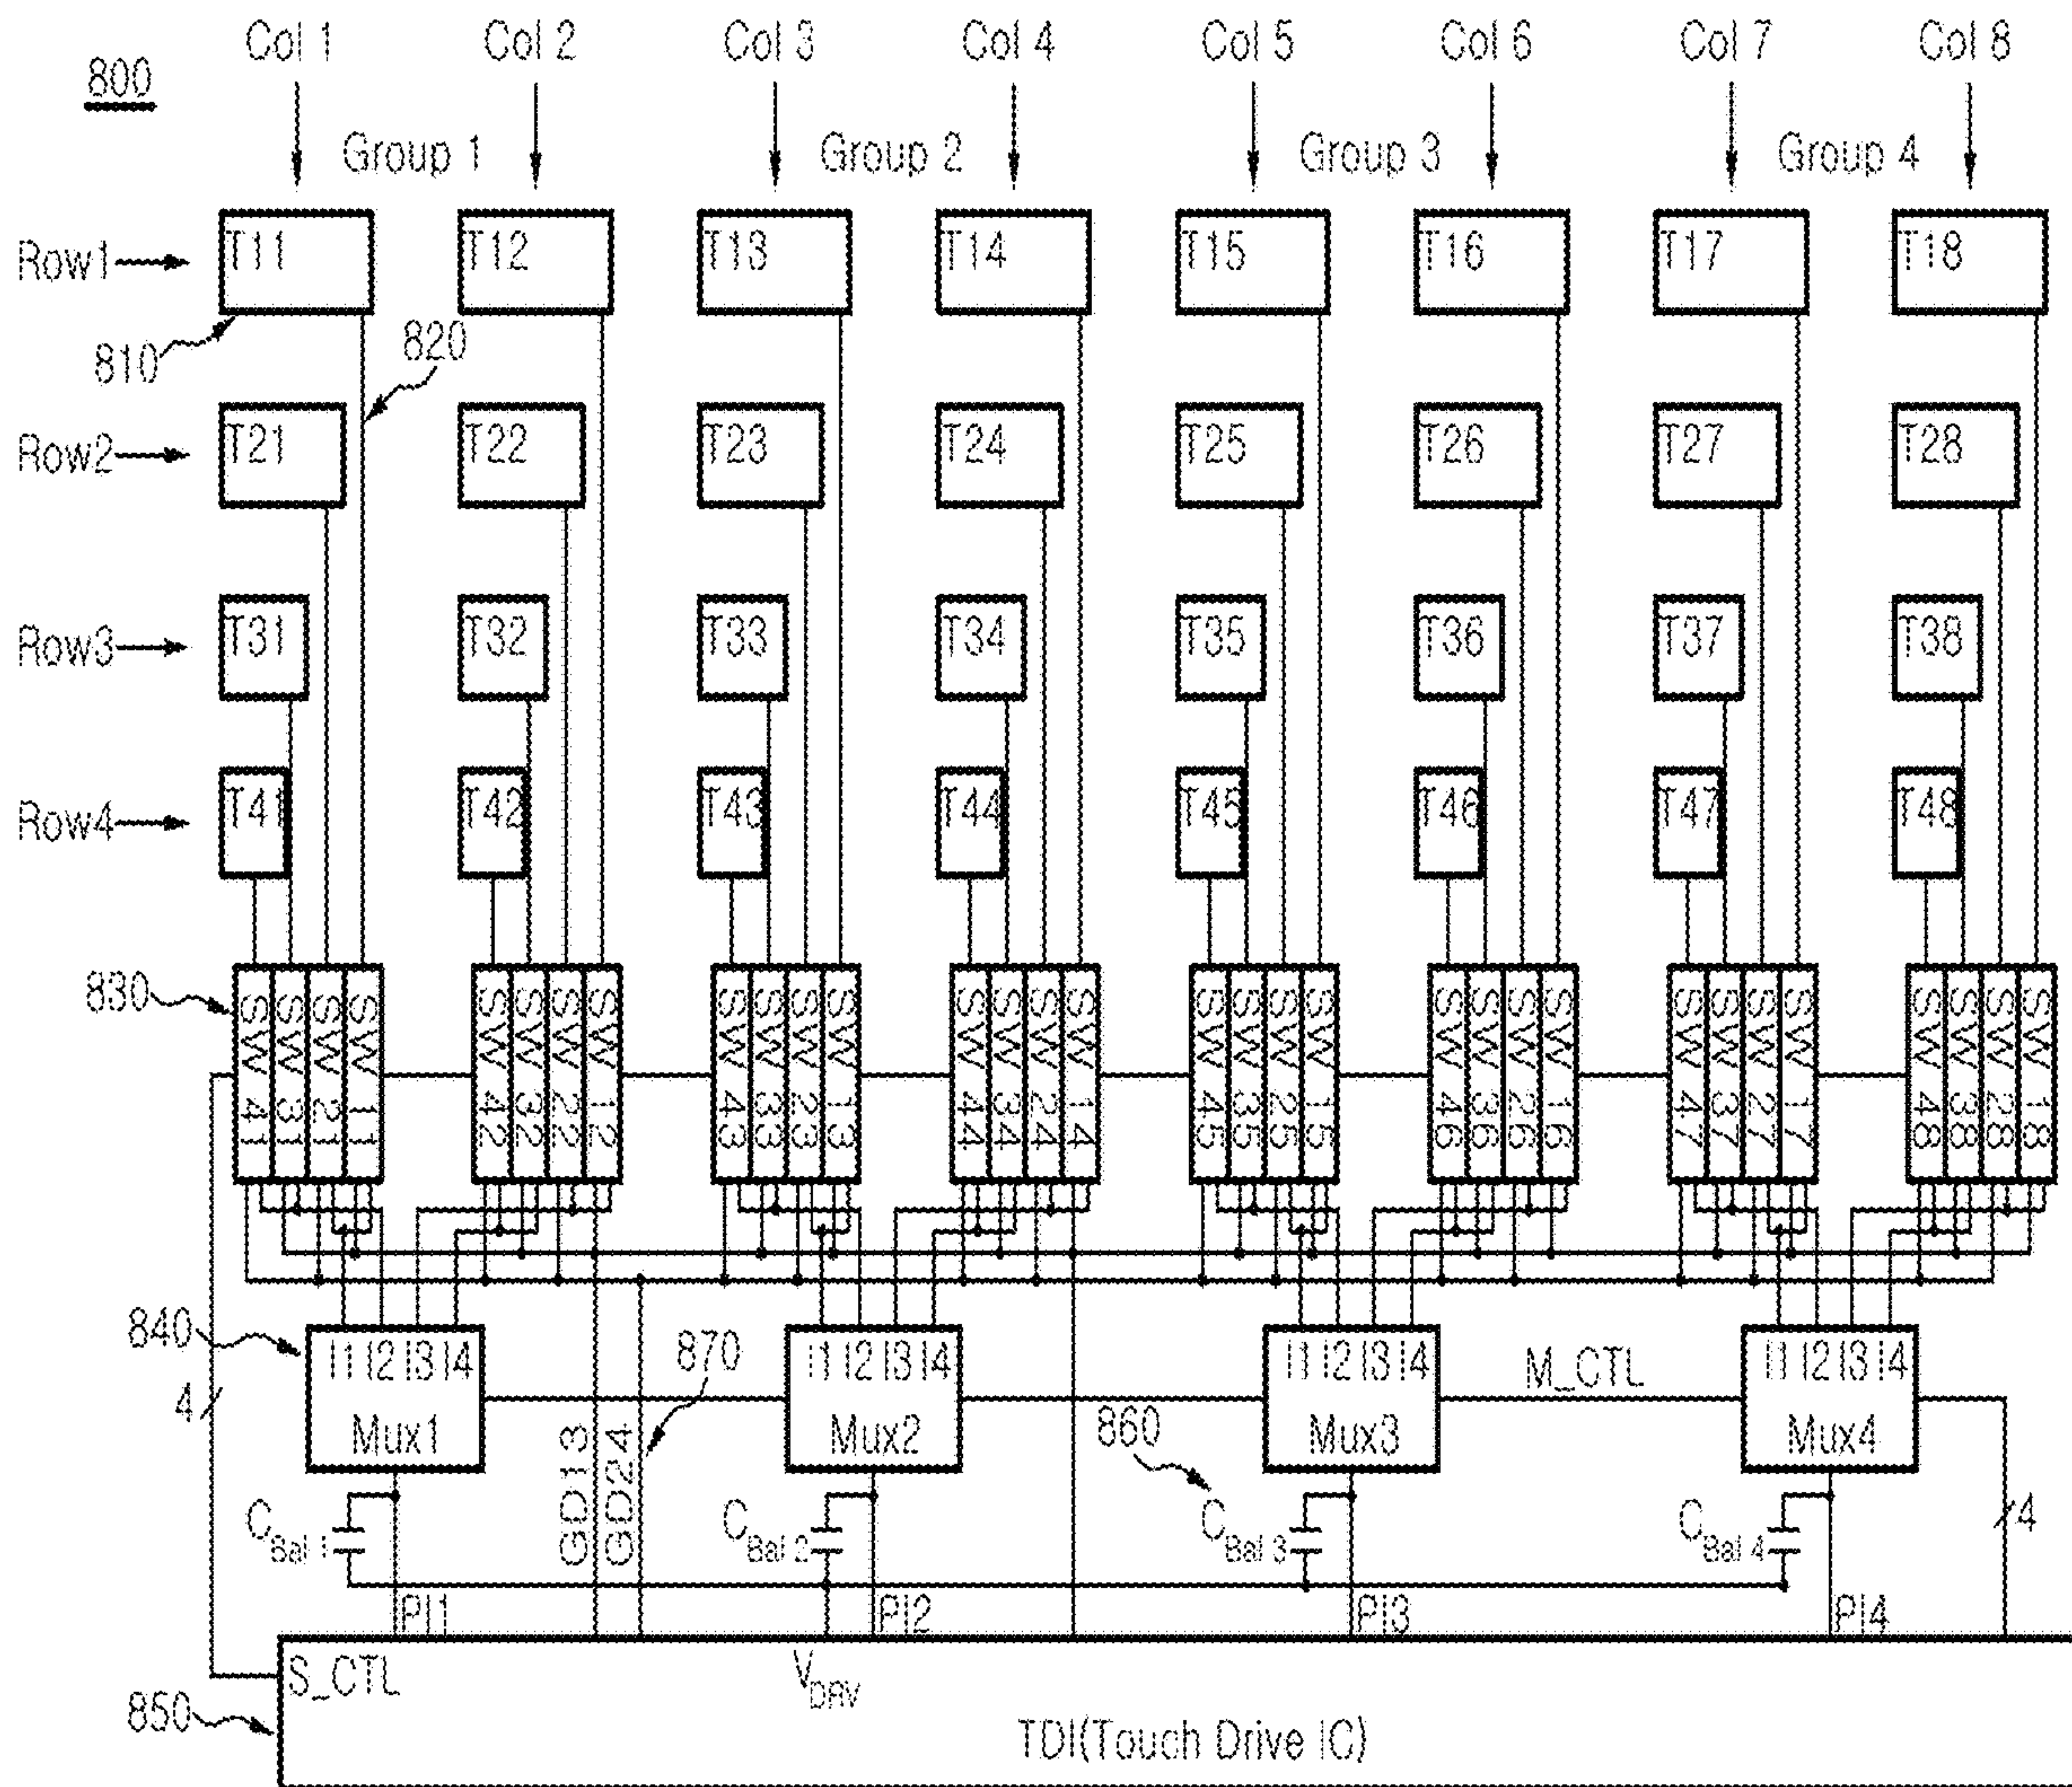 Col 1 Col 2 Col 3 Col 4 Col 5 Col 6 Col 7 Col 8
800
Group 1 Group 2 Group 3 Group 4
Row1 T11 T12 T13 T14 T15 T16 T17 T18
810 820
Row2 T21 T22 T23 T24 T25 T26 T27 T28
Row3 T31 T32 T33 T34 T35 T36 T37 T38
Row4 T41 T42 T43 T44 T45 T46 T47 T48
830
SW 41 SW 31 SW 21 SW 11 SW 42 SW 32 SW 22 SW 12 SW 43 SW 33 SW 23 SW 13 SW 44 SW 34 SW 24 SW 14 SW 45 SW 35 SW 25 SW 15 SW 46 SW 36 SW 26 SW 16 SW 47 SW 37 SW 27 SW 17 SW 48 SW 38 SW 28 SW 18
840 I1 I2 I3 I4 870 I1 I2 I3 I4 I1 I2 I3 I4 M_CTL I1 I2 I3 I4
4 Mux1 GD13 GD24 Mux2 860 Mux3 Mux4
CBal 1 CBal 2 CBal 3 CBal 4 4
PI1 PI2 PI3 PI4
S_CTL VDRV
850
TDI(Touch Drive IC)